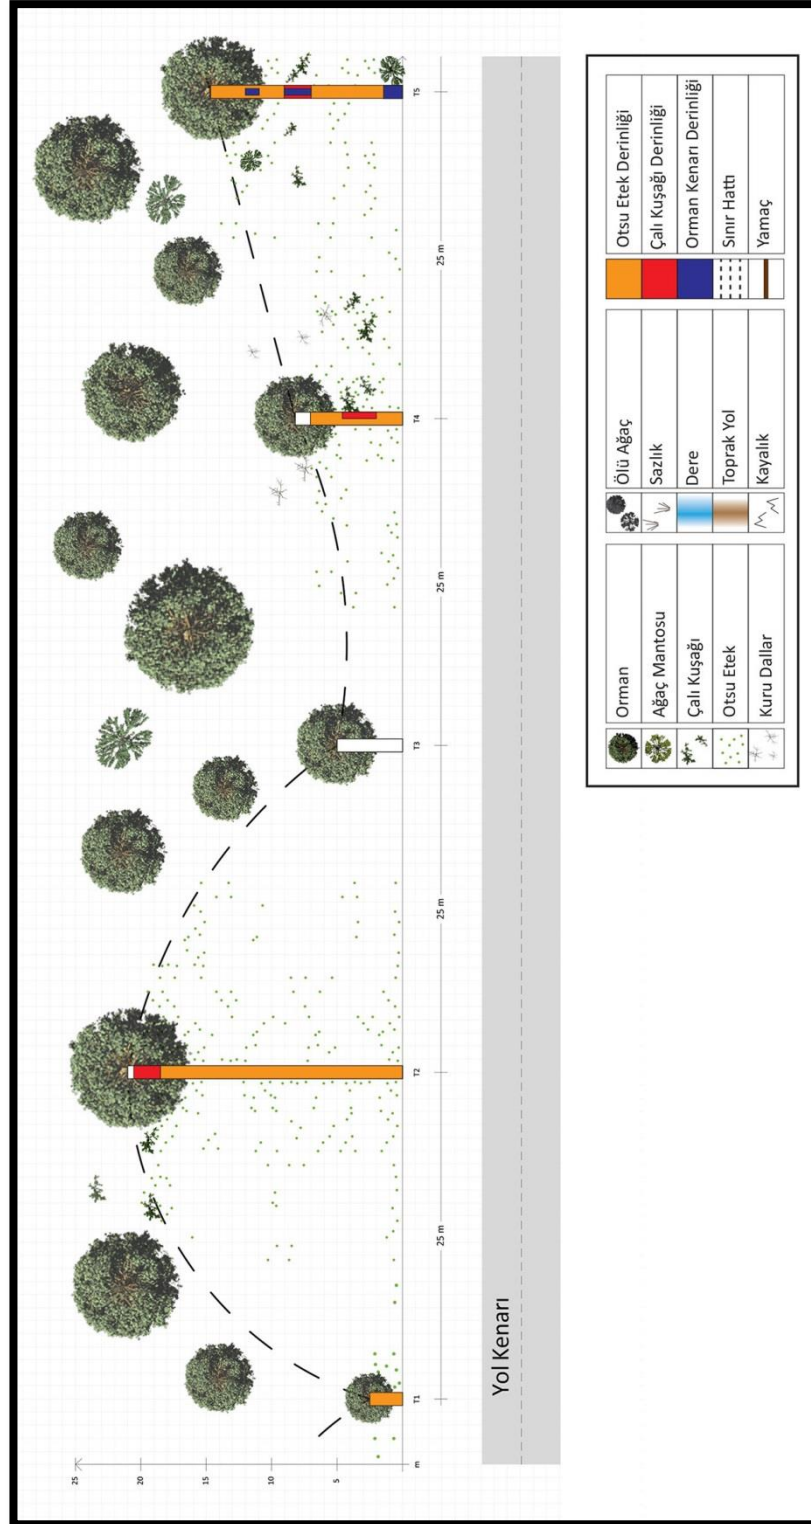 25
20
15
10
5
m
T1
25 m
T2
25 m
T3
25 m
T4
25 m
T5
Yol Kenarı
Orman
Ağaç Mantosu
Çalı Kuşağı
Otsu Etek
Kuru Dallar
Ölü Ağaç
Sazlık
Dere
Toprak Yol
Kayalık
Otsu Etek Derinliği
Çalı Kuşağı Derinliği
Orman Kenarı Derinliği
Sınır Hattı
Yamaç